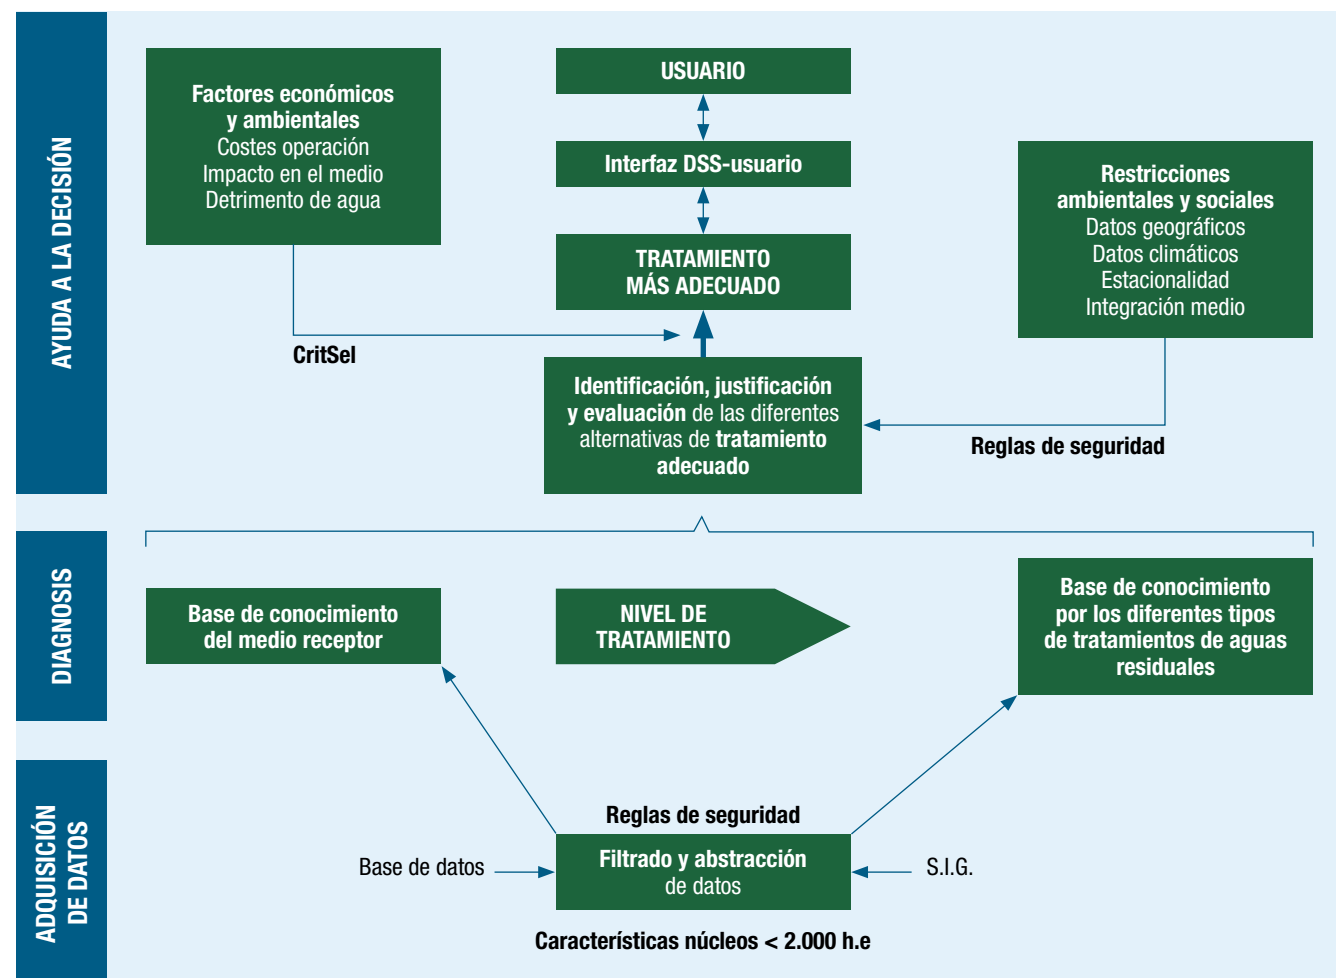 AYUDA A LA DECISIÓN
Factores económicos
y ambientales
Costes operación
Impacto en el medio
Detrimento de agua
USUARIO
Interfaz DSS-usuario
TRATAMIENTO
MÁS ADECUADO
Restricciones
ambientales y sociales
Datos geográficos
Datos climáticos
Estacionalidad
Integración medio
CritSel
Identificación, justificación
y evaluación de las diferentes
alternativas de tratamiento
adecuado
Reglas de seguridad
DIAGNOSIS
Base de conocimiento
del medio receptor
NIVEL DE
TRATAMIENTO
Base de conocimiento
por los diferentes tipos
de tratamientos de aguas
residuales
ADQUISICIÓN
DE DATOS
Reglas de seguridad
Base de datos
Filtrado y abstracción
de datos
S.I.G.
Características núcleos < 2.000 h.e